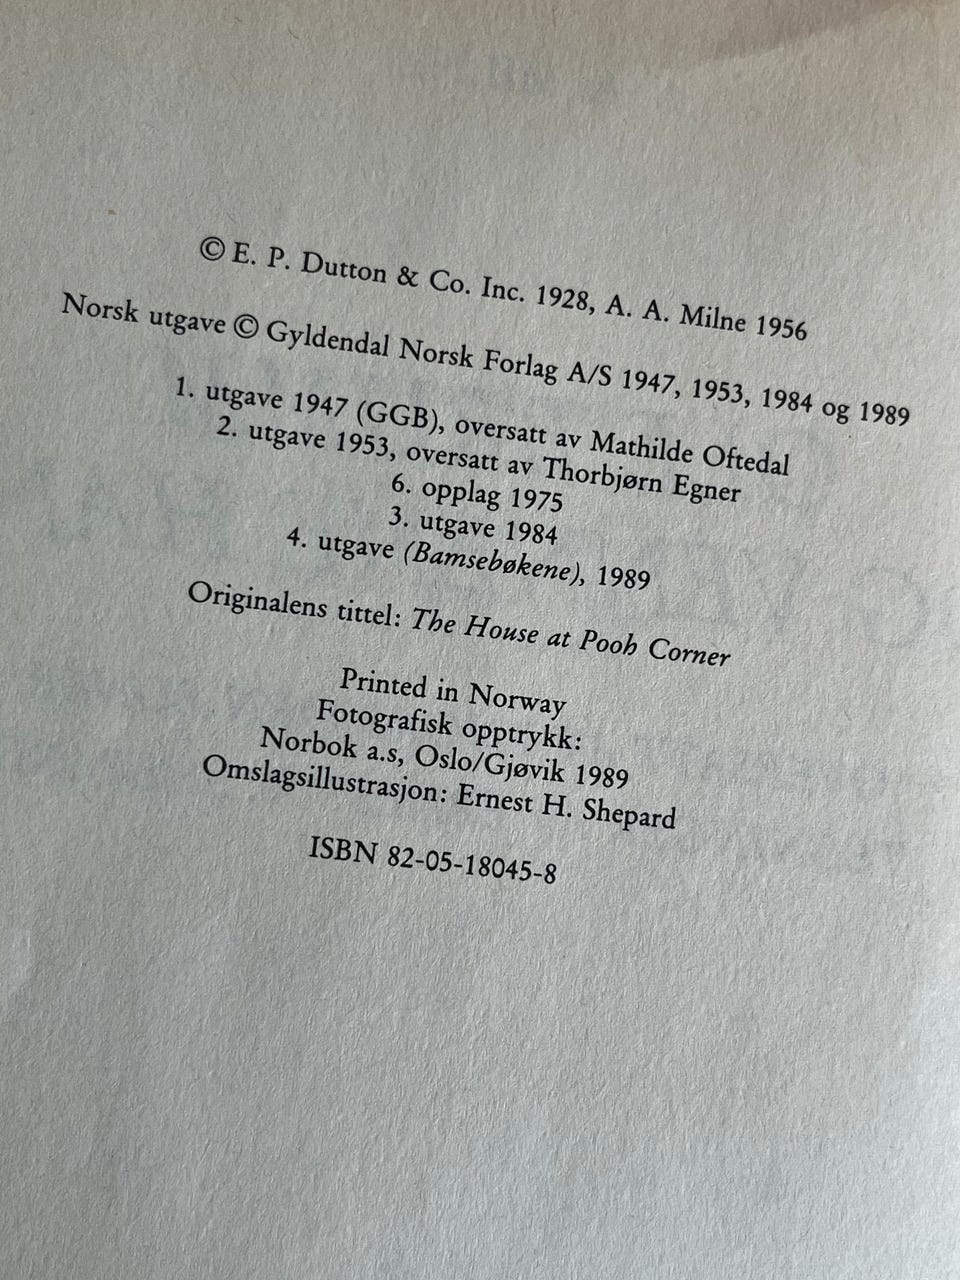 © E. P. Dutton & Co. Inc. 1928, A. A. Milne 1956
Norsk utgave © Gyldendal Norsk Forlag A/S 1947, 1953, 1984 og 1989
1. utgave 1947 (GGB), oversatt av Mathilde Oftedal
2. utgave 1953, oversatt av Thorbjørn Egner
6. opplag 1975
3. utgave 1984
4. utgave (Bamsebøkene), 1989
Originalens tittel: The House at Pooh Corner
Printed in Norway
Fotografisk opptrykk:
Norbok a.s, Oslo/Gjøvik 1989
Omslagsillustrasjon: Ernest H. Shepard
ISBN 82-05-18045-8